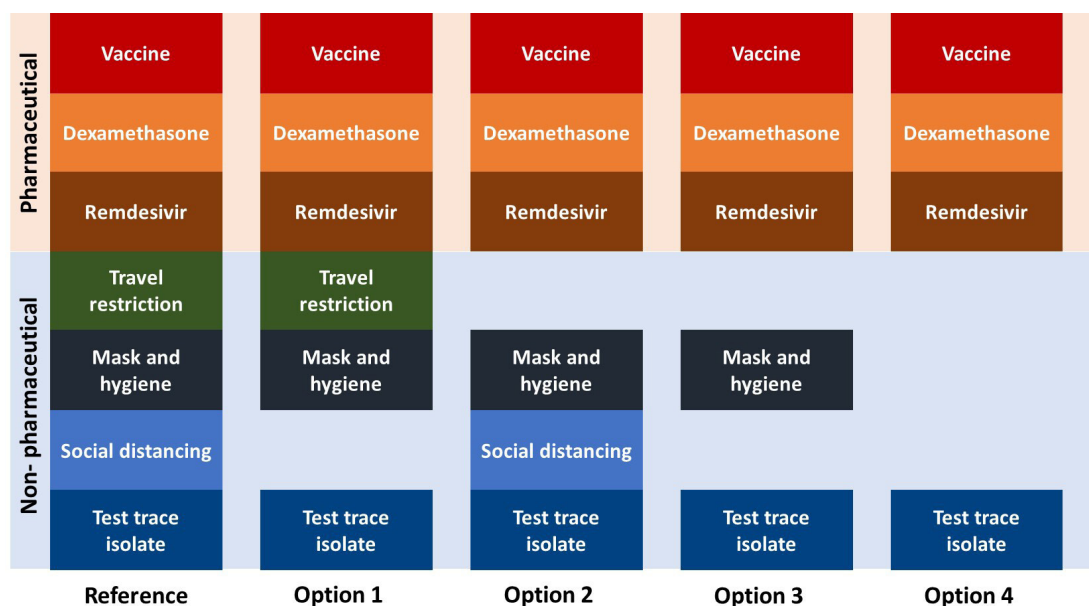 Pharmaceutical
Vaccine Vaccine Vaccine Vaccine Vaccine
Dexamethasone Dexamethasone Dexamethasone Dexamethasone Dexamethasone
Remdesivir Remdesivir Remdesivir Remdesivir Remdesivir
Non- pharmaceutical
Travel Travel
restriction restriction
Mask and Mask and Mask and Mask and
hygiene hygiene hygiene hygiene
Social distancing Social distancing
Test trace Test trace Test trace Test trace Test trace
isolate isolate isolate isolate isolate
Reference Option 1 Option 2 Option 3 Option 4